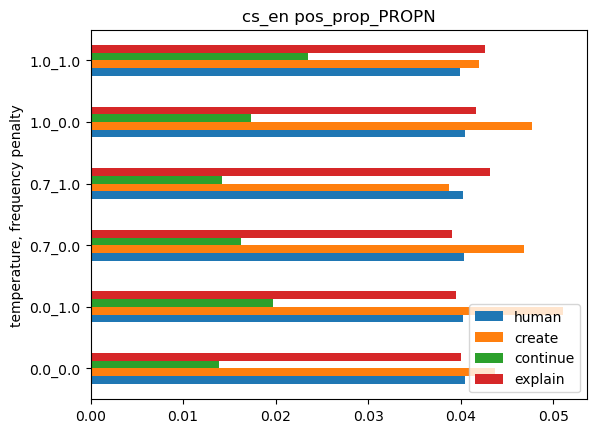 cs_en pos_prop_PROPN
temperature, frequency penalty
1.0_1.0
1.0_0.0
0.7_1.0
0.7_0.0
0.0_1.0
0.0_0.0
human
create
continue
explain
0.00 0.01 0.02 0.03 0.04 0.05